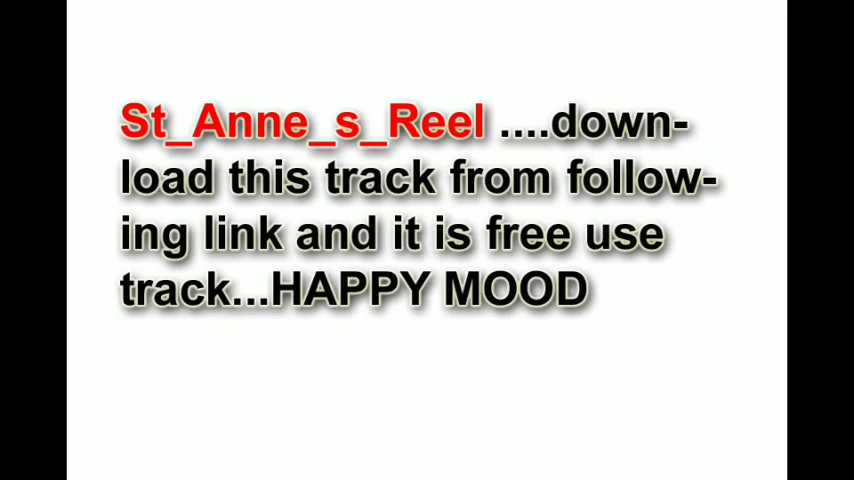 St_Anne_s_Reel ....down-
load this track from follow-
ing link and it is free use
track...HAPPY MOOD